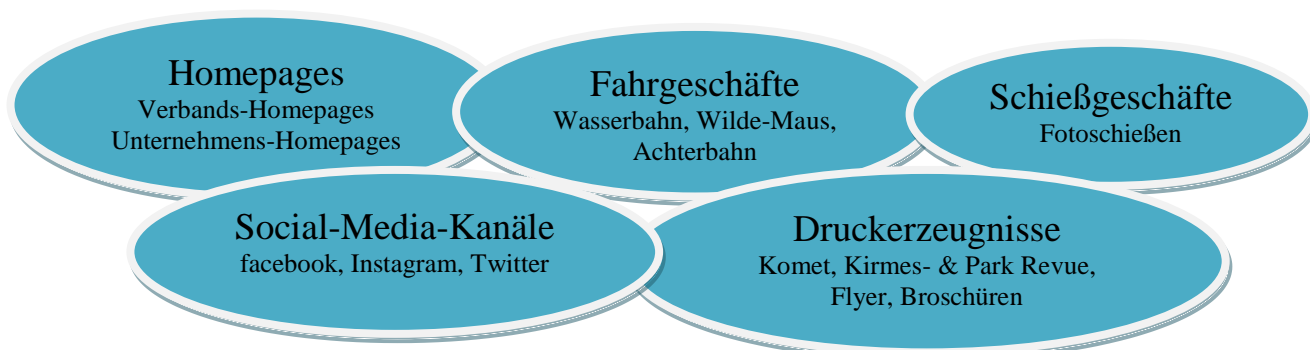 Homepages
Verbands-Homepages
Unternehmens-Homepages
Fahrgeschäfte
Wasserbahn, Wilde-Maus,
Achterbahn
Schießgeschäfte
Fotoschießen
Social-Media-Kanäle
facebook, Instagram, Twitter
Druckerzeugnisse
Komet, Kirmes- & Park Revue,
Flyer, Broschüren